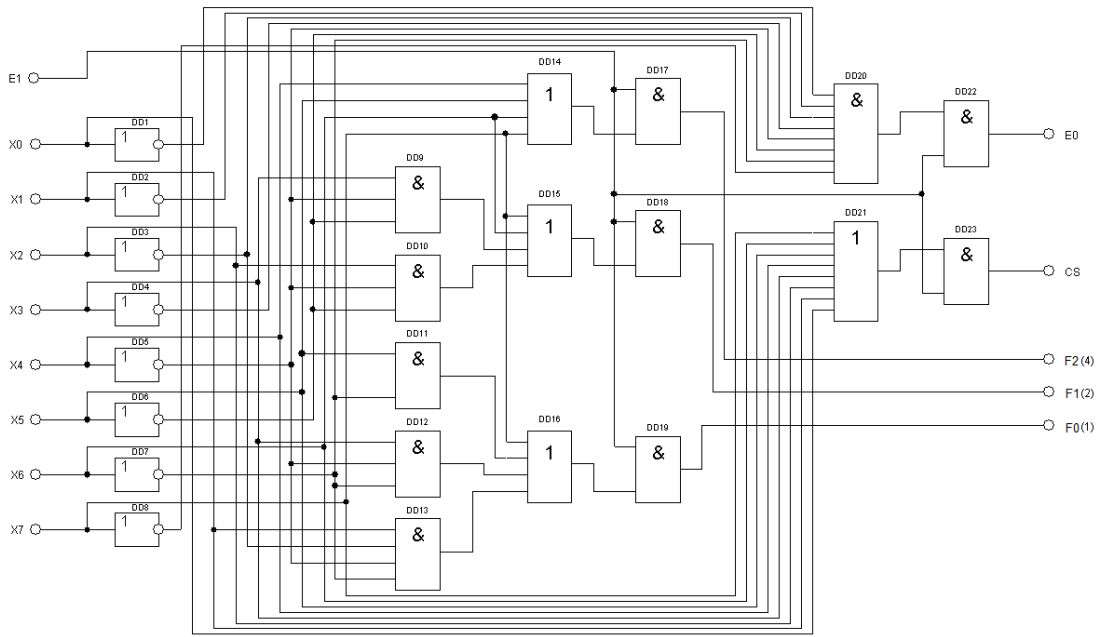 E1
X0
X1
X2
X3
X4
X5
X6
X7
DD1
1
DD2
1
DD3
1
DD4
1
DD5
1
DD6
1
DD7
1
DD8
1
DD9
&
DD10
&
DD11
&
DD12
&
DD13
&
DD14
1
DD15
1
DD16
1
DD17
&
DD18
&
DD19
&
DD20
&
DD21
1
DD22
&
DD23
&
E0
CS
F2(4)
F1(2)
F0(1)